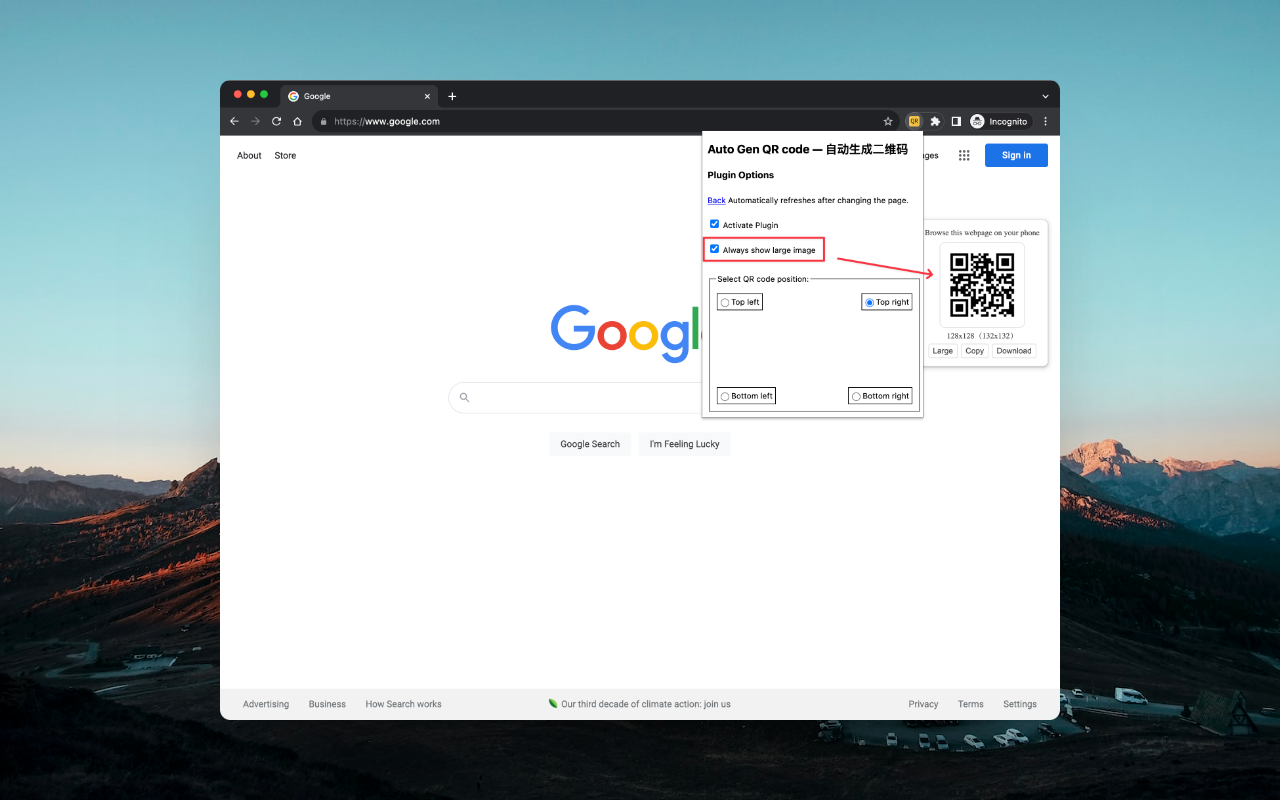 Google
https://www.google.com
QR
Incognito
About
Store
ges
Sign in
Auto Gen QR code — 自动生成二维码
Plugin Options
Back Automatically refreshes after changing the page.
Activate Plugin
Always show large image
Select QR code position:
Top left
Top right
Bottom left
Bottom right
Browse this webpage on your phone
128x128（132x132）
Large
Copy
Download
Googl
Google Search
I'm Feeling Lucky
Advertising
Business
How Search works
Our third decade of climate action: join us
Privacy
Terms
Settings